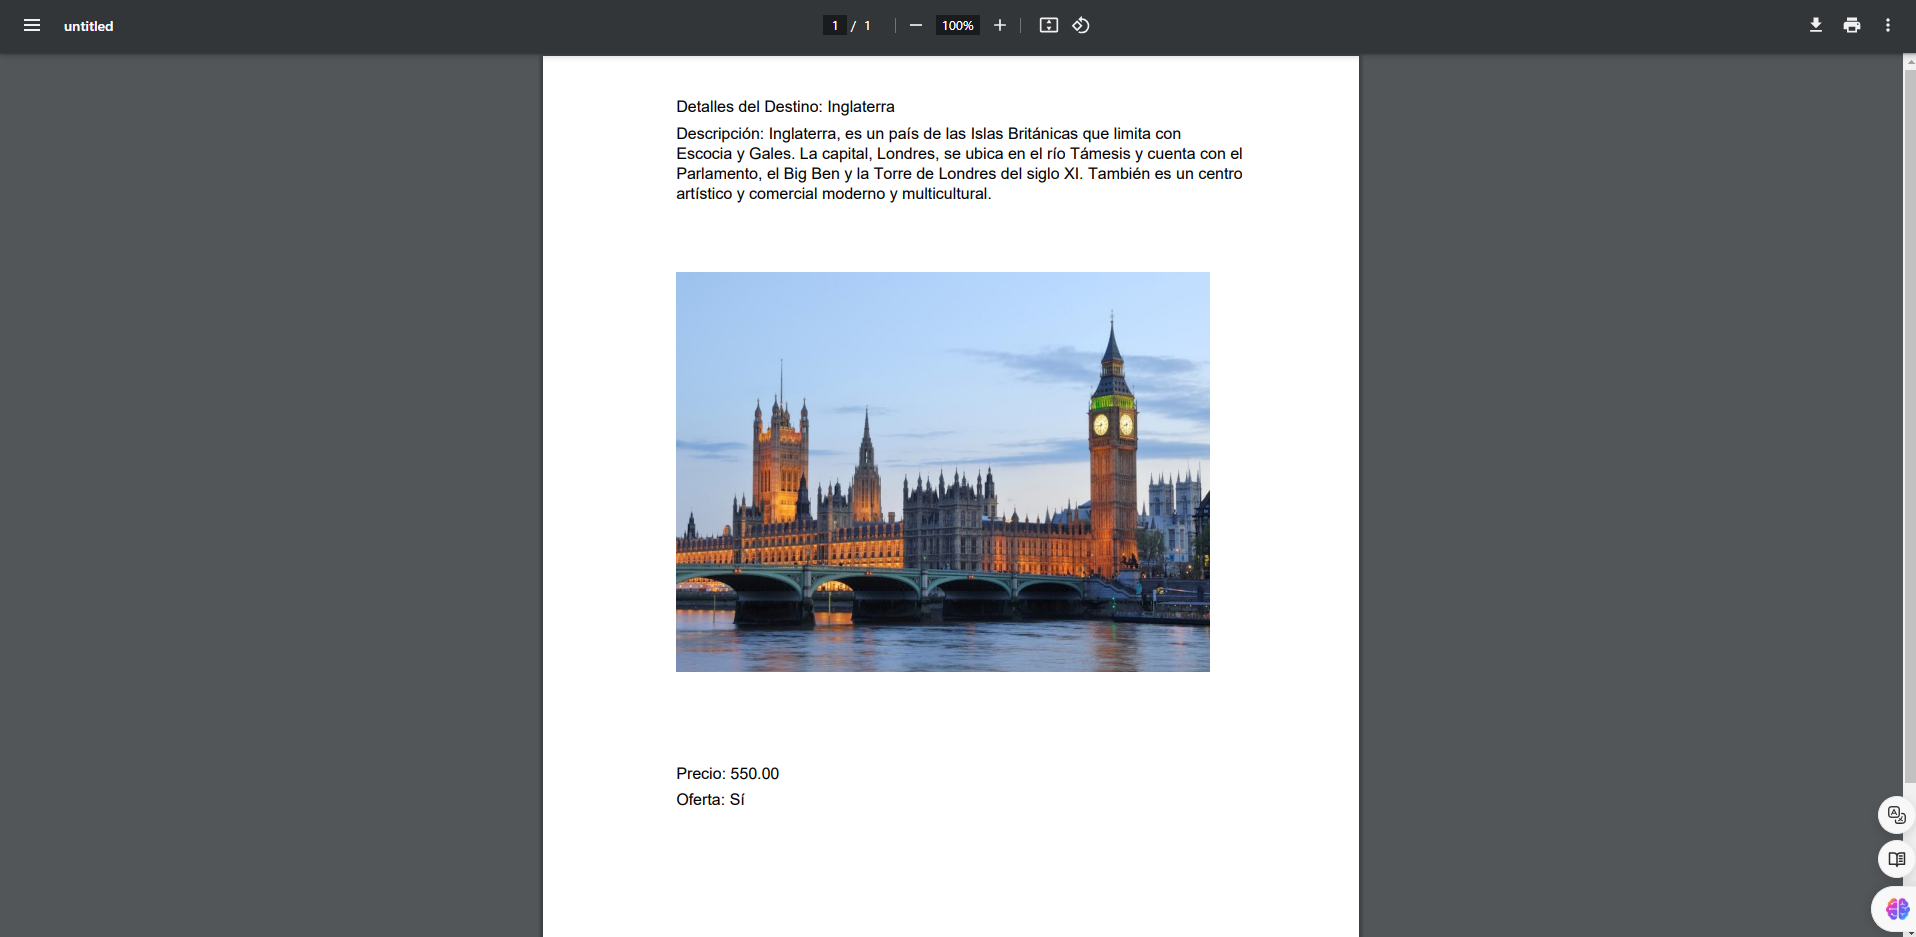 untitled
1 / 1
100%
Detalles del Destino: Inglaterra
Descripción: Inglaterra, es un país de las Islas Británicas que limita con
Escocia y Gales. La capital, Londres, se ubica en el río Támesis y cuenta con el
Parlamento, el Big Ben y la Torre de Londres del siglo XI. También es un centro
artístico y comercial moderno y multicultural.
Precio: 550.00
Oferta: Sí